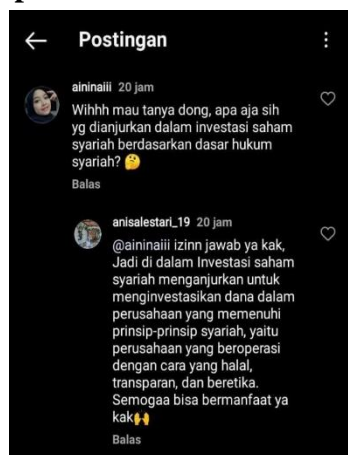 Postingan
aininaiii 20 jam
Wihhh mau tanya dong, apa aja sih
yg dianjurkan dalam investasi saham
syariah berdasarkan dasar hukum
syariah? 🤔
Balas
anisalestari_19 20 jam
@aininaiii izinn jawab ya kak,
Jadi di dalam Investasi saham
syariah menganjurkan untuk
menginvestasikan dana dalam
perusahaan yang memenuhi
prinsip-prinsip syariah, yaitu
perusahaan yang beroperasi
dengan cara yang halal,
transparan, dan beretika.
Semogaa bisa bermanfaat ya
kak🙌
Balas